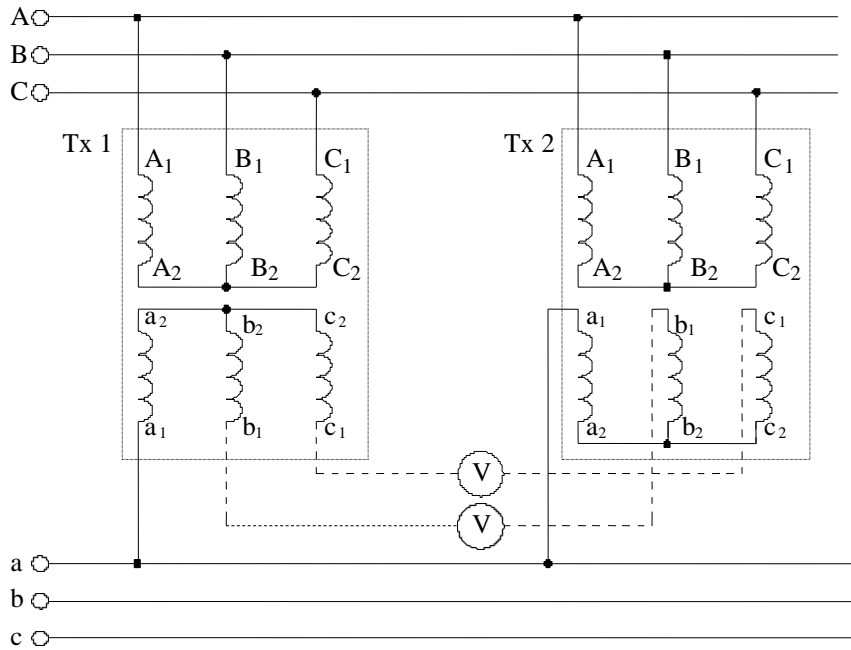 A
B
C
Tx 1
A1 B1 C1
A2 B2 C2
a2 b2 c2
a1 b1 c1
Tx 2
A1 B1 C1
A2 B2 C2
a1 b1 c1
a2 b2 c2
V
V
a
b
c